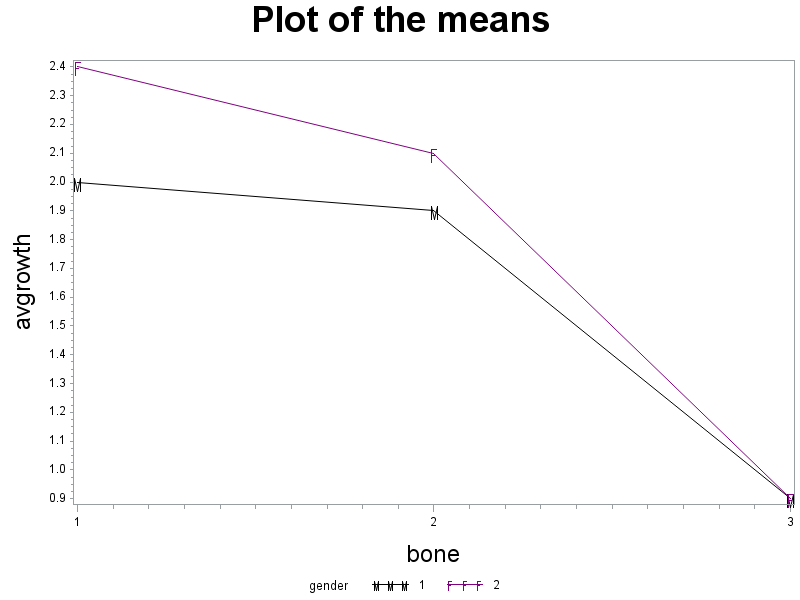 Plot of the means
avgrowth
2.4
F
2.3
2.2
2.1
F
2.0
M
1.9
M
1.8
1.7
1.6
1.5
1.4
1.3
1.2
1.1
1.0
0.9
F
M
1 2 3
bone
gender M M M 1 F F F 2